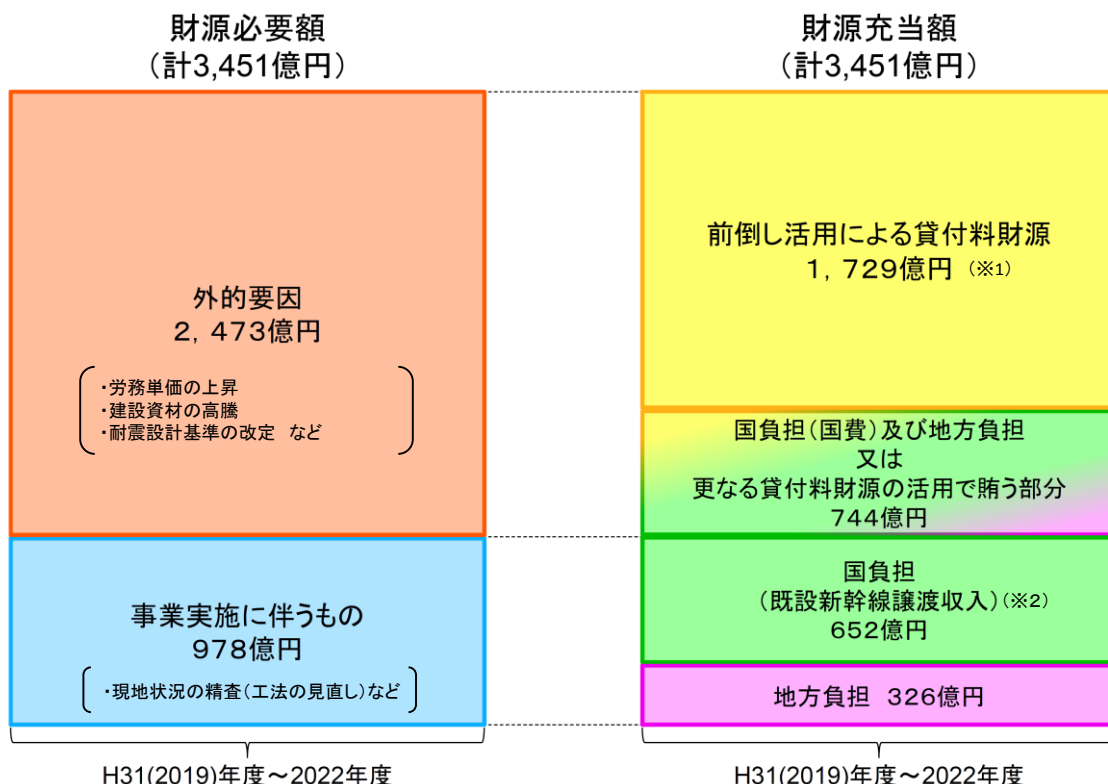 財源必要額
（計3,451億円）
外的要因
２，４７３億円
・労務単価の上昇
・建設資材の高騰
・耐震設計基準の改定　など
事業実施に伴うもの
９７８億円
・現地状況の精査（工法の見直し）など
H31(2019)年度～2022年度
財源充当額
（計3,451億円）
前倒し活用による貸付料財源
１，７２９億円（※1）
国負担（国費）及び地方負担
又は
更なる貸付料財源の活用で賄う部分
７４４億円
国負担
（既設新幹線譲渡収入）（※2）
６５２億円
地方負担　３２６億円
H31(2019)年度～2022年度